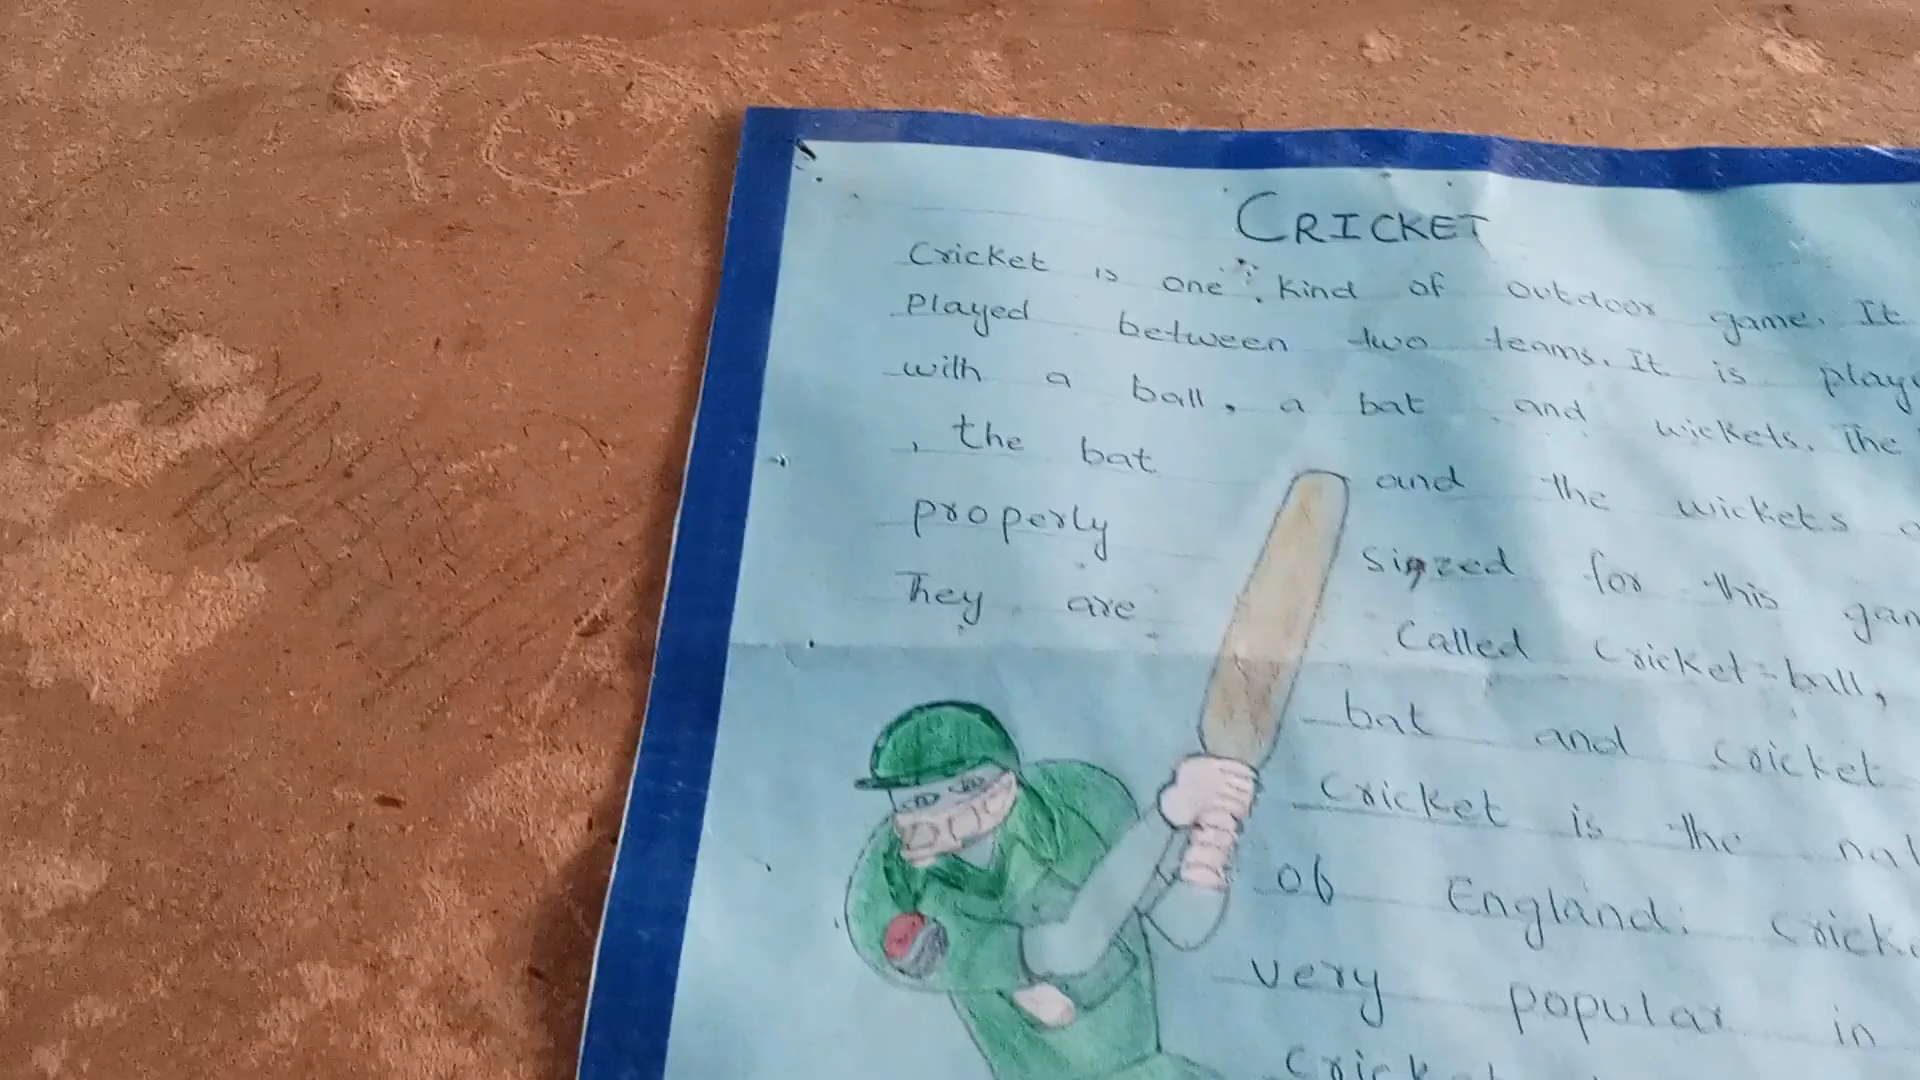 CRICKET
Cricket is one kind of outdoor game. It
played between two teams. It is
with a ball, a bat and wickets. The
, the bat and the wickets
properly sized for this
They are called cricket-ball,
bat and cricket
Cricket is the
of England. 
very popular in